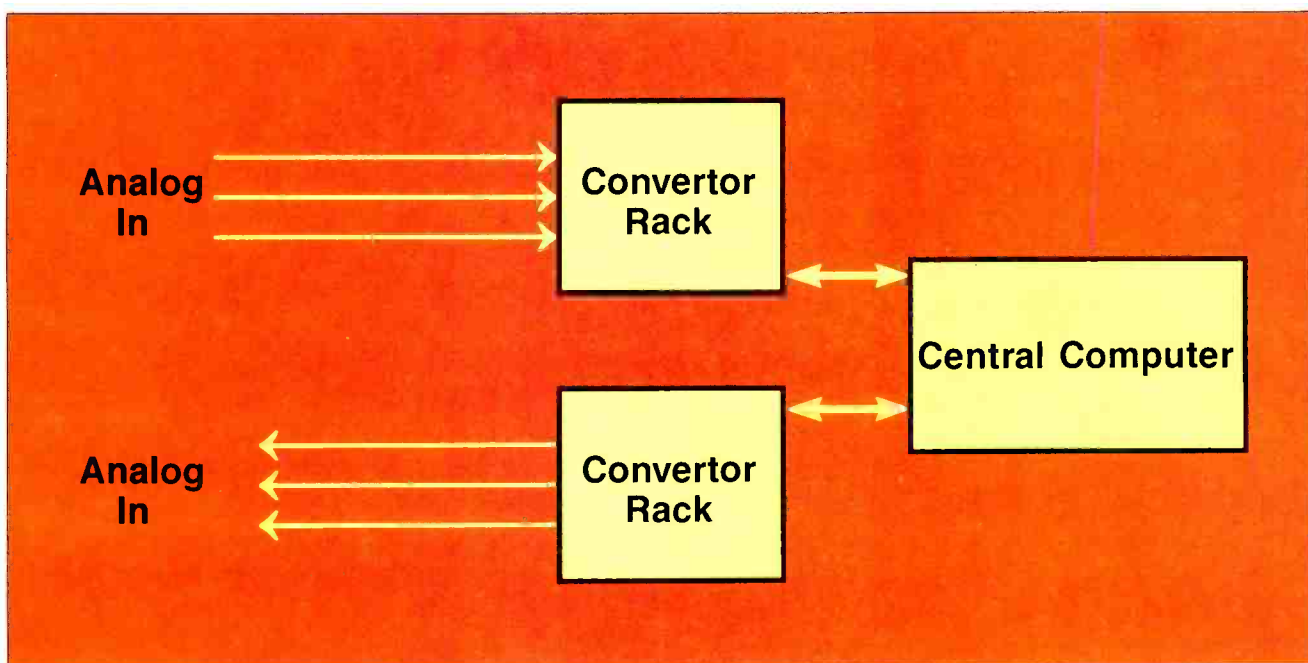 Analog
In
Convertor
Rack
Central Computer
Analog
In
Convertor
Rack